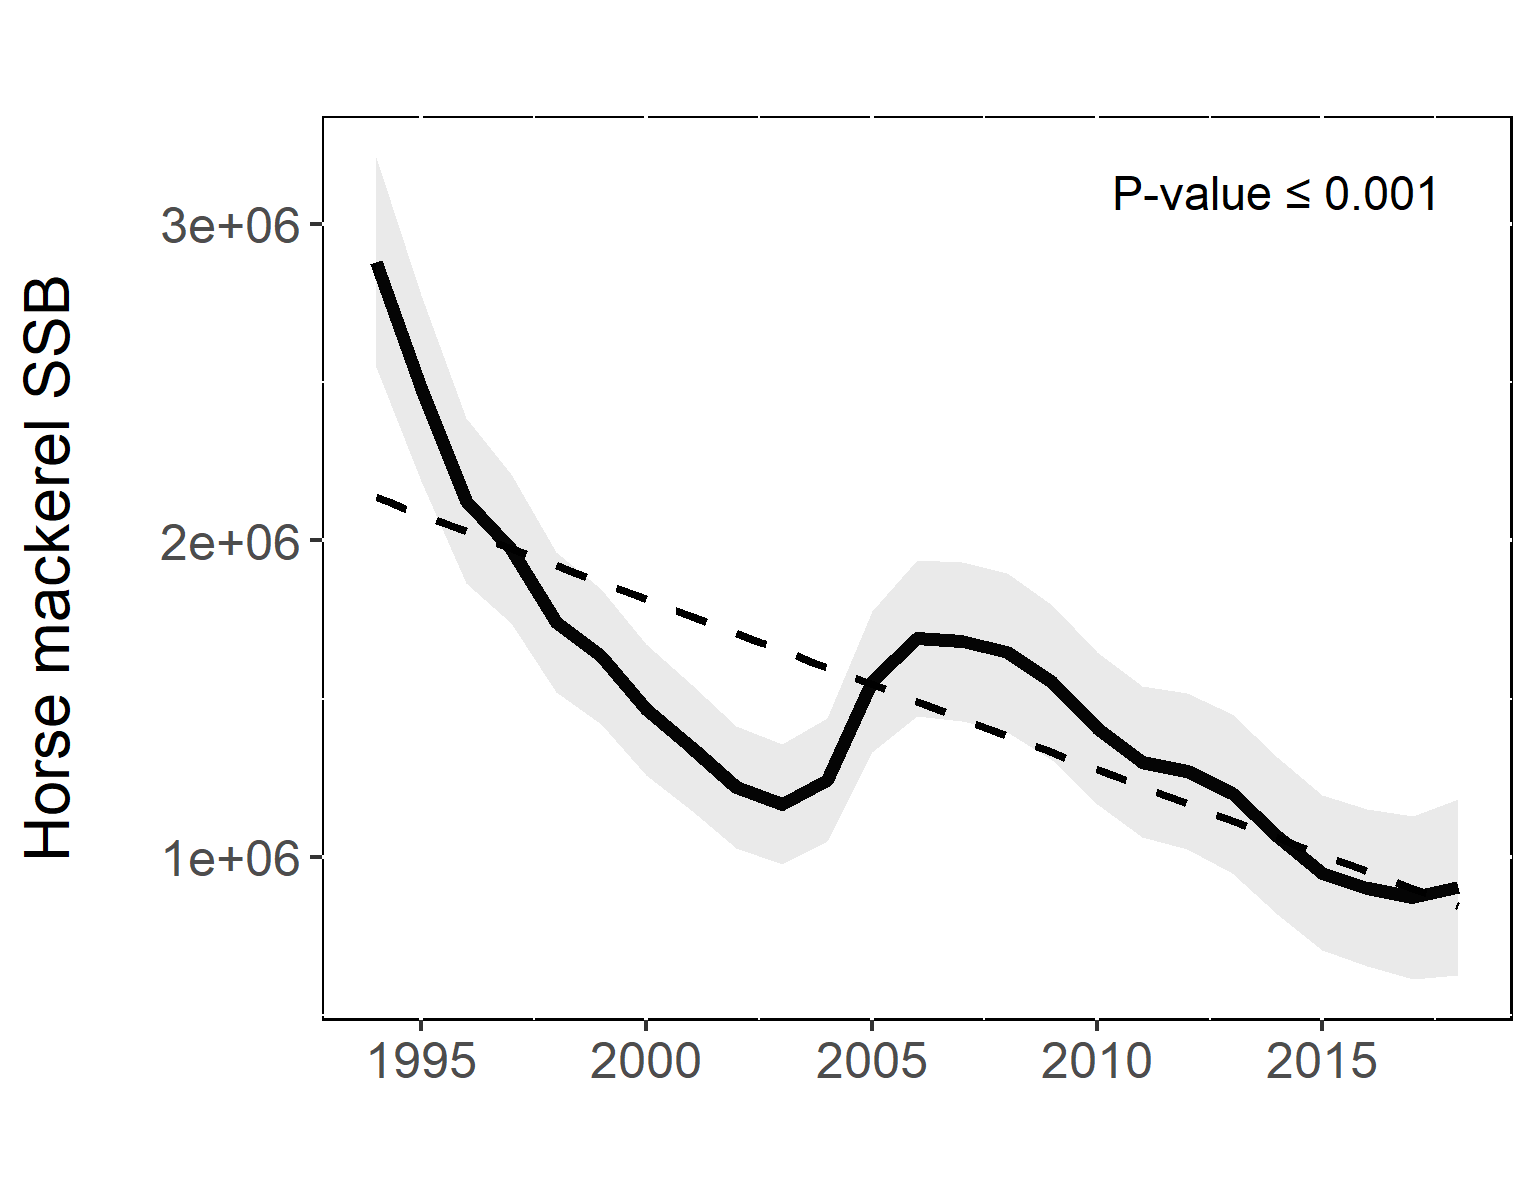 P-value ≤ 0.001
Horse mackerel SSB
3e+06
2e+06
1e+06
1995 2000 2005 2010 2015